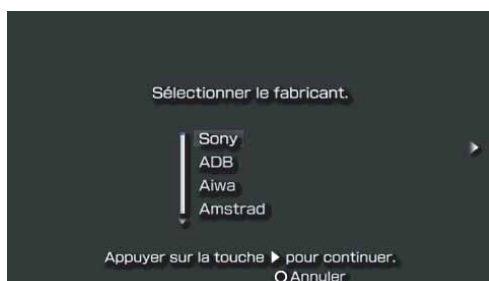 Sélectionner le fabricant.
Sony
ADB
Aiwa
Amstrad
Appuyer sur la touche ▶ pour continuer.
O Annuler